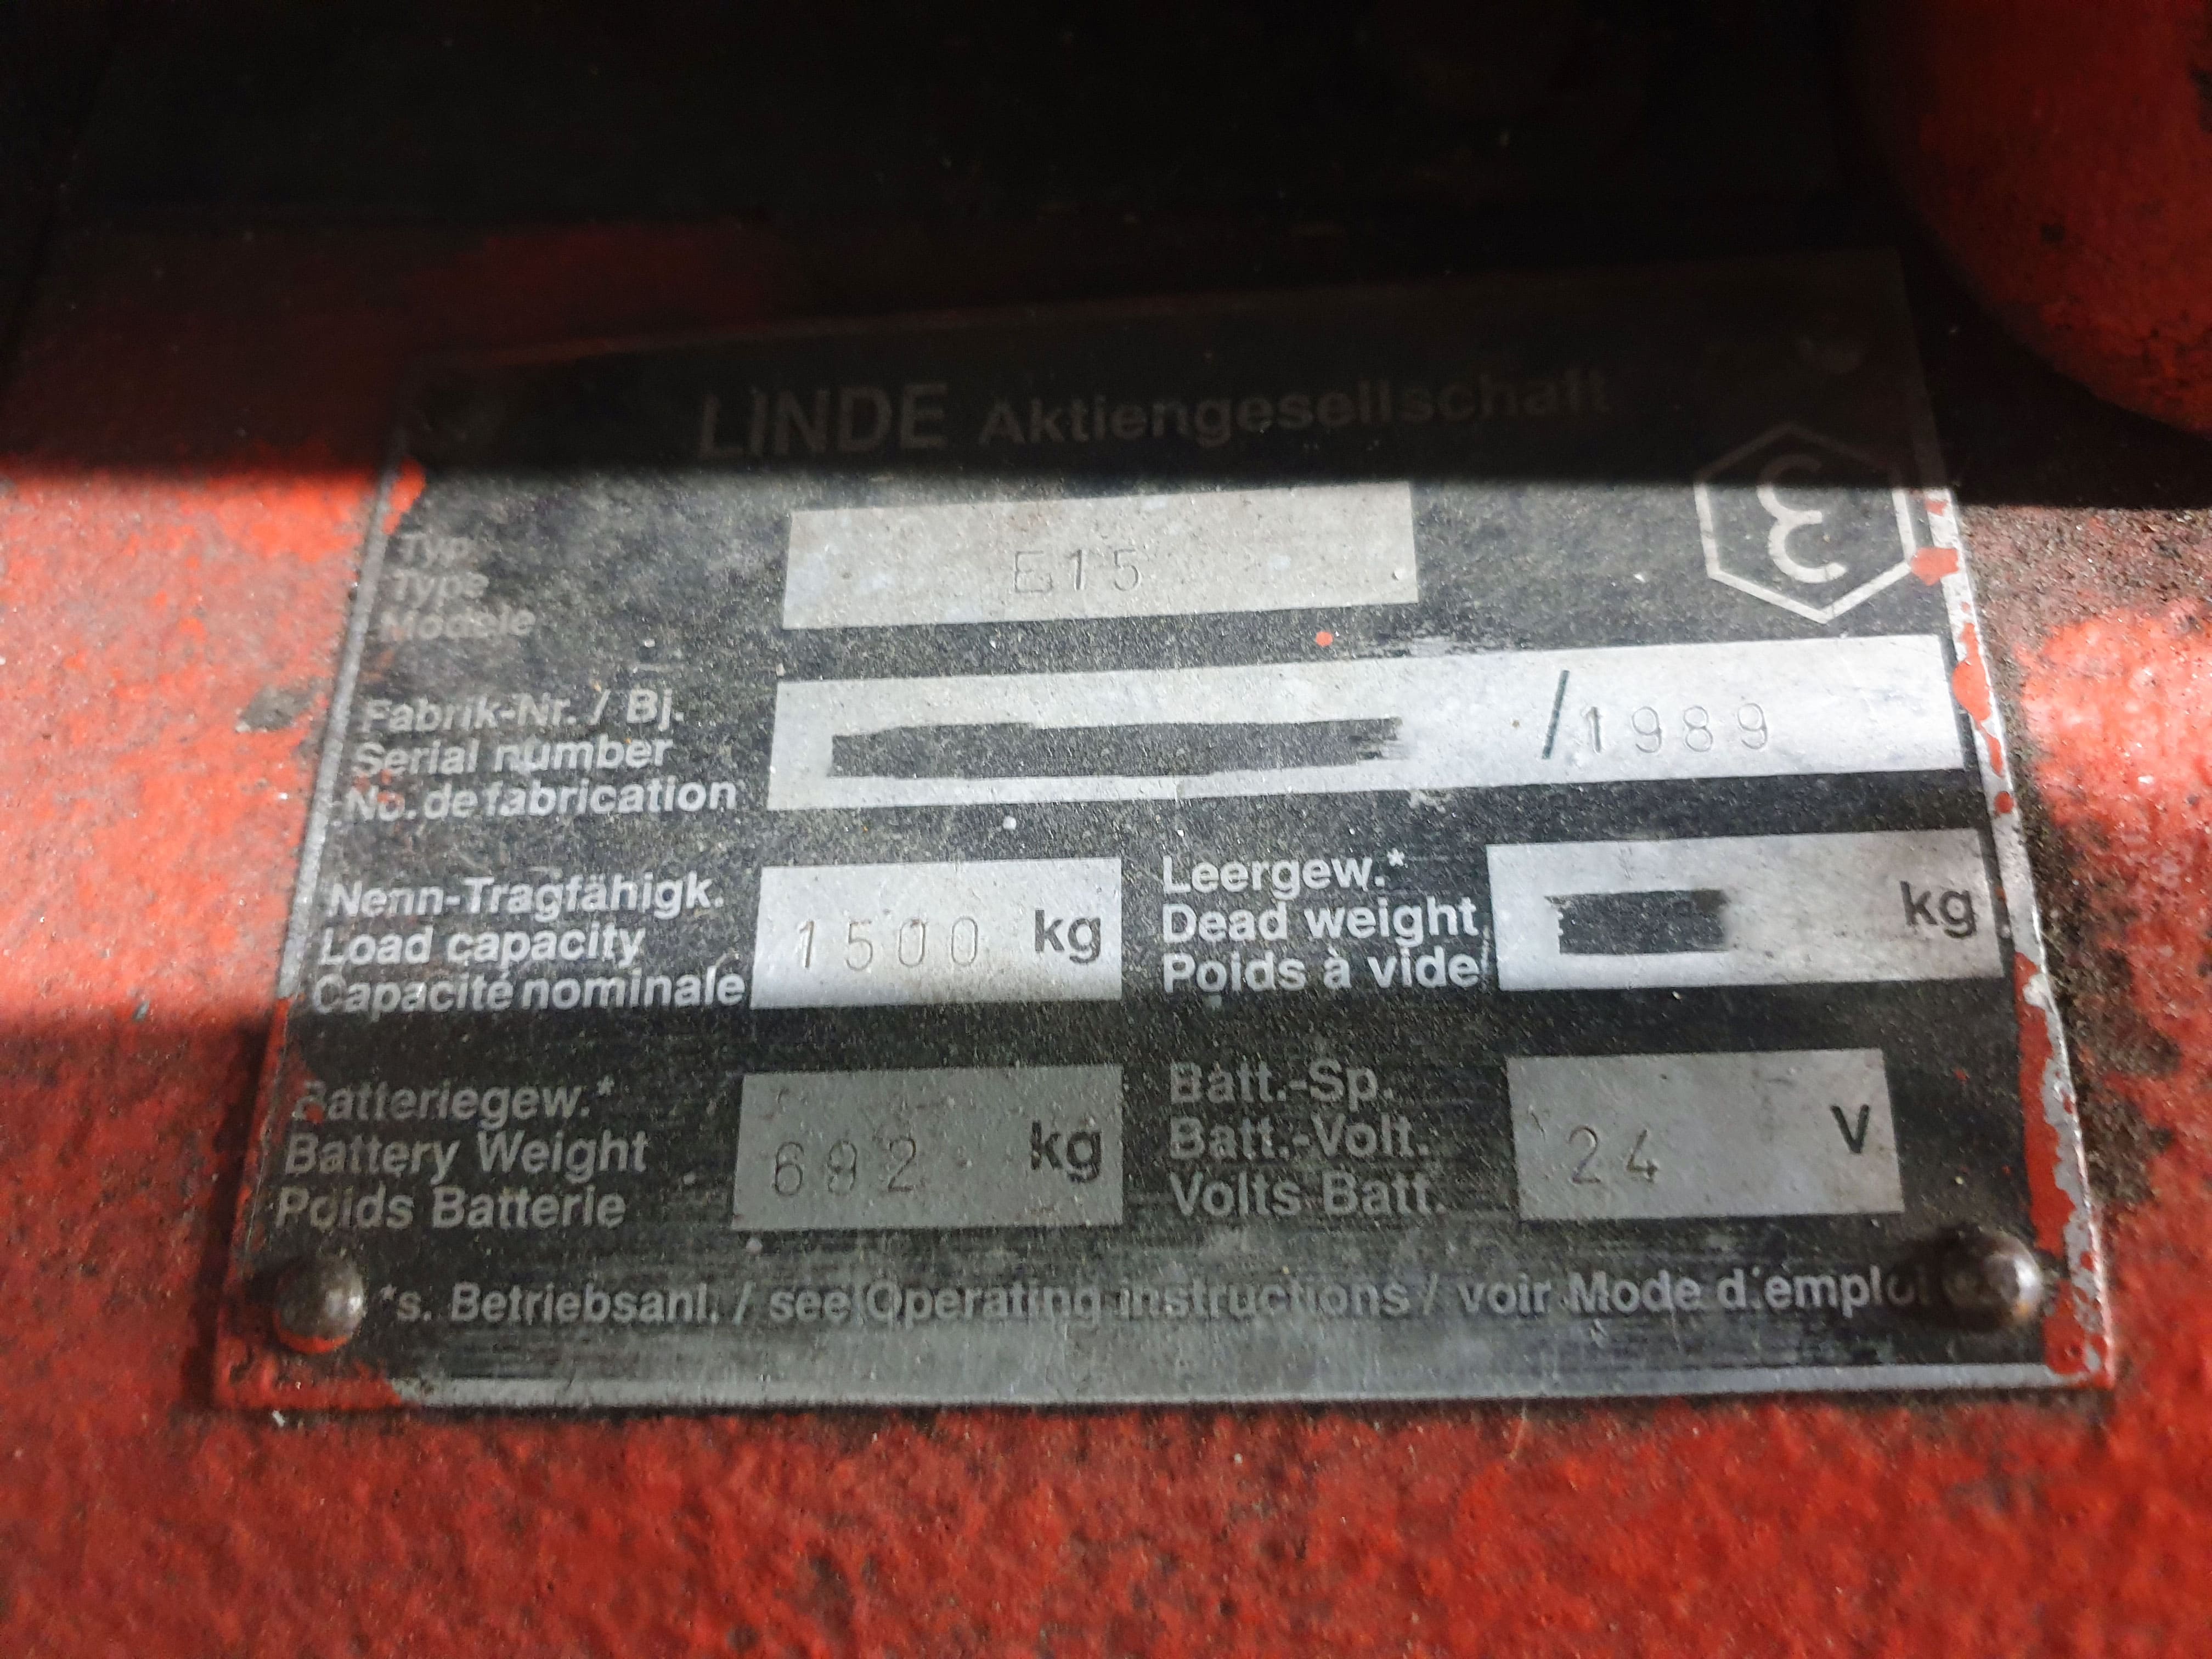 LINDE Aktiengesellschaft
Typ
Type
Modèle
E15
Fabrik-Nr. / Bj.
Serial number
No. de fabrication
/1989
Nenn-Tragfähigk.
Load capacity
Capacité nominale
1500 kg
Leergew.*
Dead weight
Poids à vide
kg
Batteriegew.*
Battery Weight
Poids Batterie
692 kg
Batt.-Sp.
Batt.-Volt.
Volts Batt.
24 V
*s. Betriebsanl. / see Operating instructions / voir Mode d'emploi